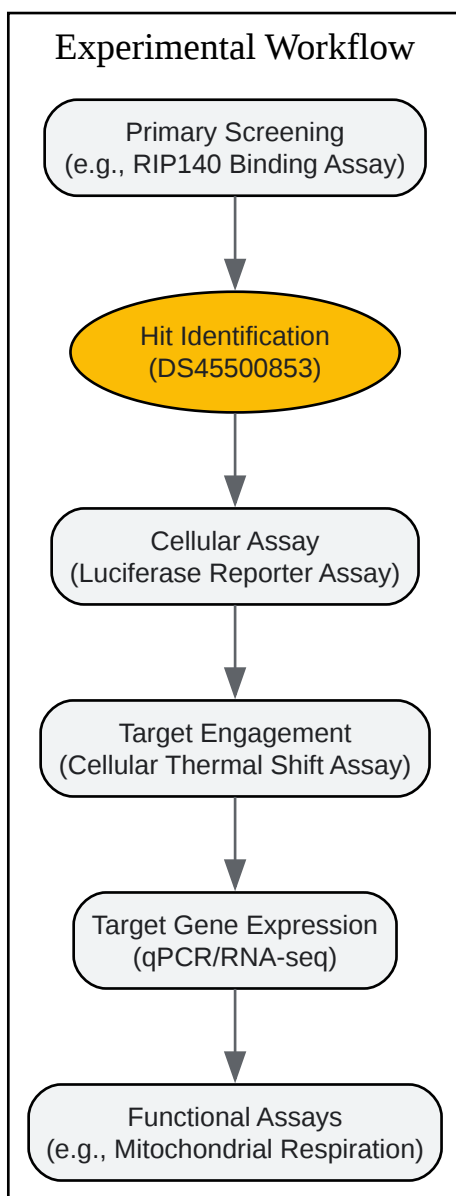 Experimental Workflow
Primary Screening
(e.g., RIP140 Binding Assay)
Hit Identification
(DS45500853)
Cellular Assay
(Luciferase Reporter Assay)
Target Engagement
(Cellular Thermal Shift Assay)
Target Gene Expression
(qPCR/RNA-seq)
Functional Assays
(e.g., Mitochondrial Respiration)